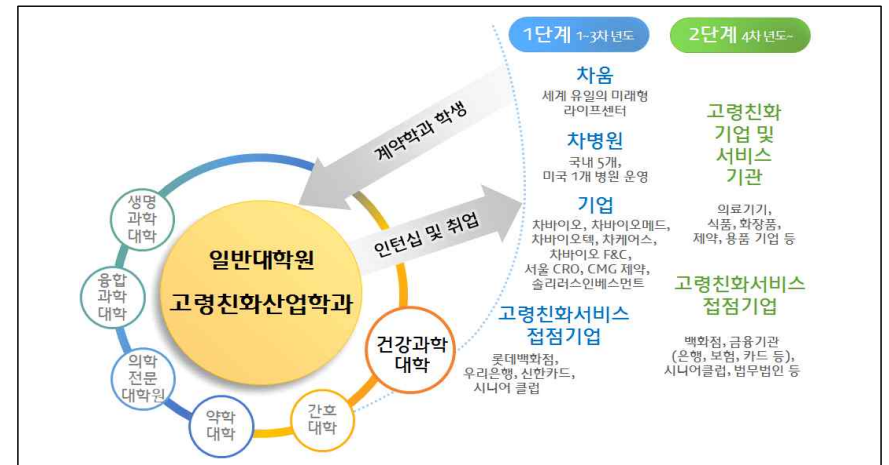 1단계 1~3차년도
2단계 4차년도~
차움
세계 유일의 미래형
라이프센터
차병원
국내 5개,
미국 1개 병원 운영
기업
차바이오, 차바이오메드,
차바이오텍, 차케어스,
차바이오 F&C,
서울 CRO, CMG 제약,
솔리러스인베스먼트
고령친화서비스
접점기업
롯데백화점,
우리은행, 신한카드,
시니어 클럽
고령친화
기업 및
서비스
기관
의료기기,
식품, 화장품,
제약, 용품 기업 등
고령친화서비스
접점기업
백화점, 금융기관
(은행, 보험, 카드 등),
시니어클럽, 법무법인 등
계약학과 학생
인턴십 및 취업
일반대학원
고령친화산업학과
생명
과학
대학
융합
과학
대학
의학
전문
대학원
약학
대학
간호
대학
건강과학
대학